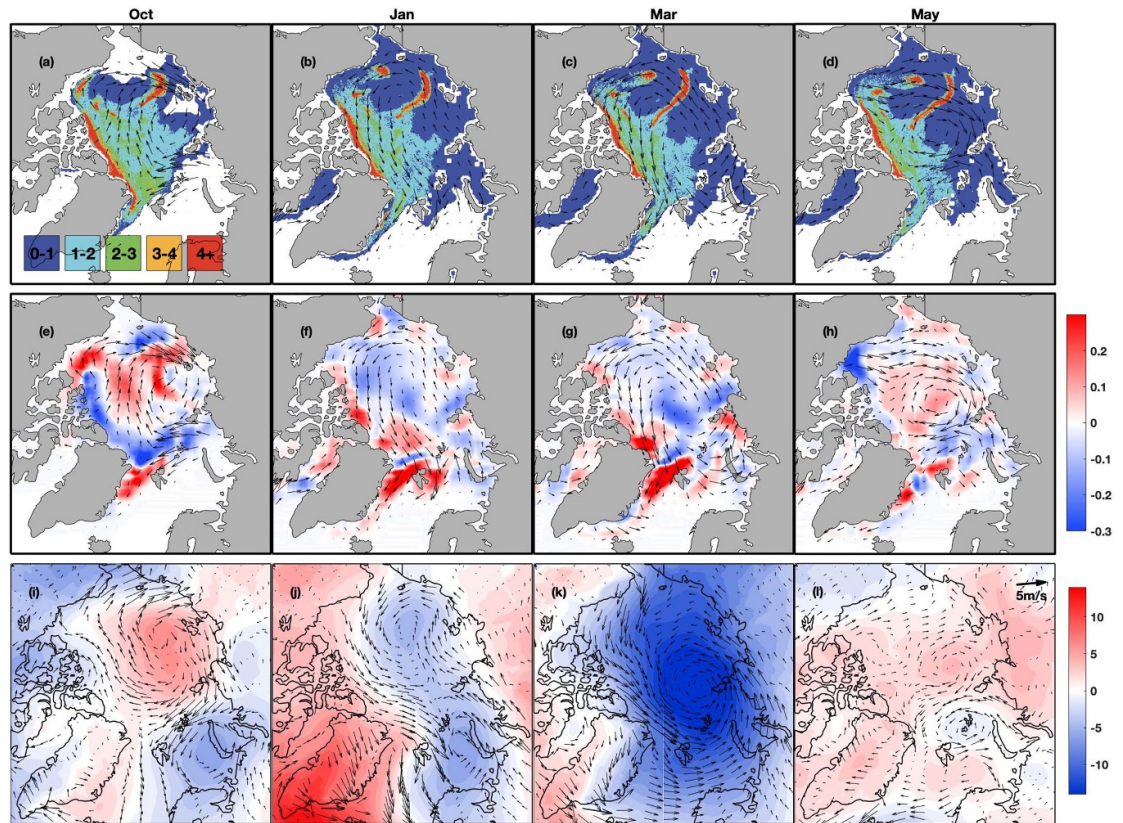 Oct Jan Mar May
(a) (b) (c) (d)
0-1 1-2 2-3 3-4 4+
(e) (f) (g) (h)
0.2
0.1
0
-0.1
-0.2
-0.3
(i) (j) (k) (l)
5m/s
10
5
0
-5
-10